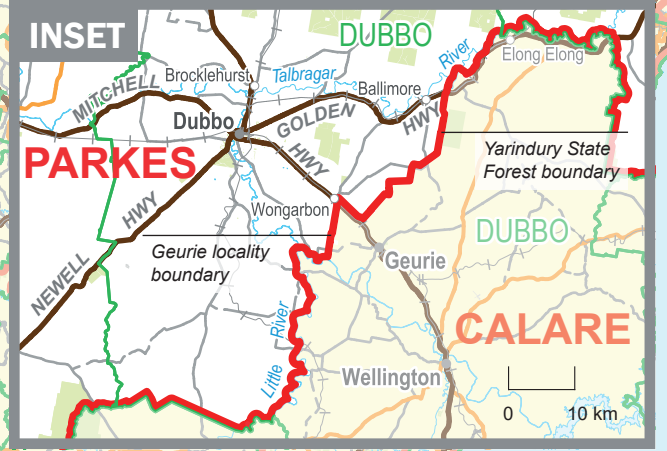 INSET
DUBBO
River
Elong Elong
Brocklehurst
Talbragar
MITCHELL
Ballimore
HWY
Dubbo
GOLDEN
HWY
Yarindury State
Forest boundary
PARKES
Wongarbon
HWY
DUBBO
Geurie locality
boundary
Geurie
NEWELL
CALARE
Little River
Wellington
0 10 km